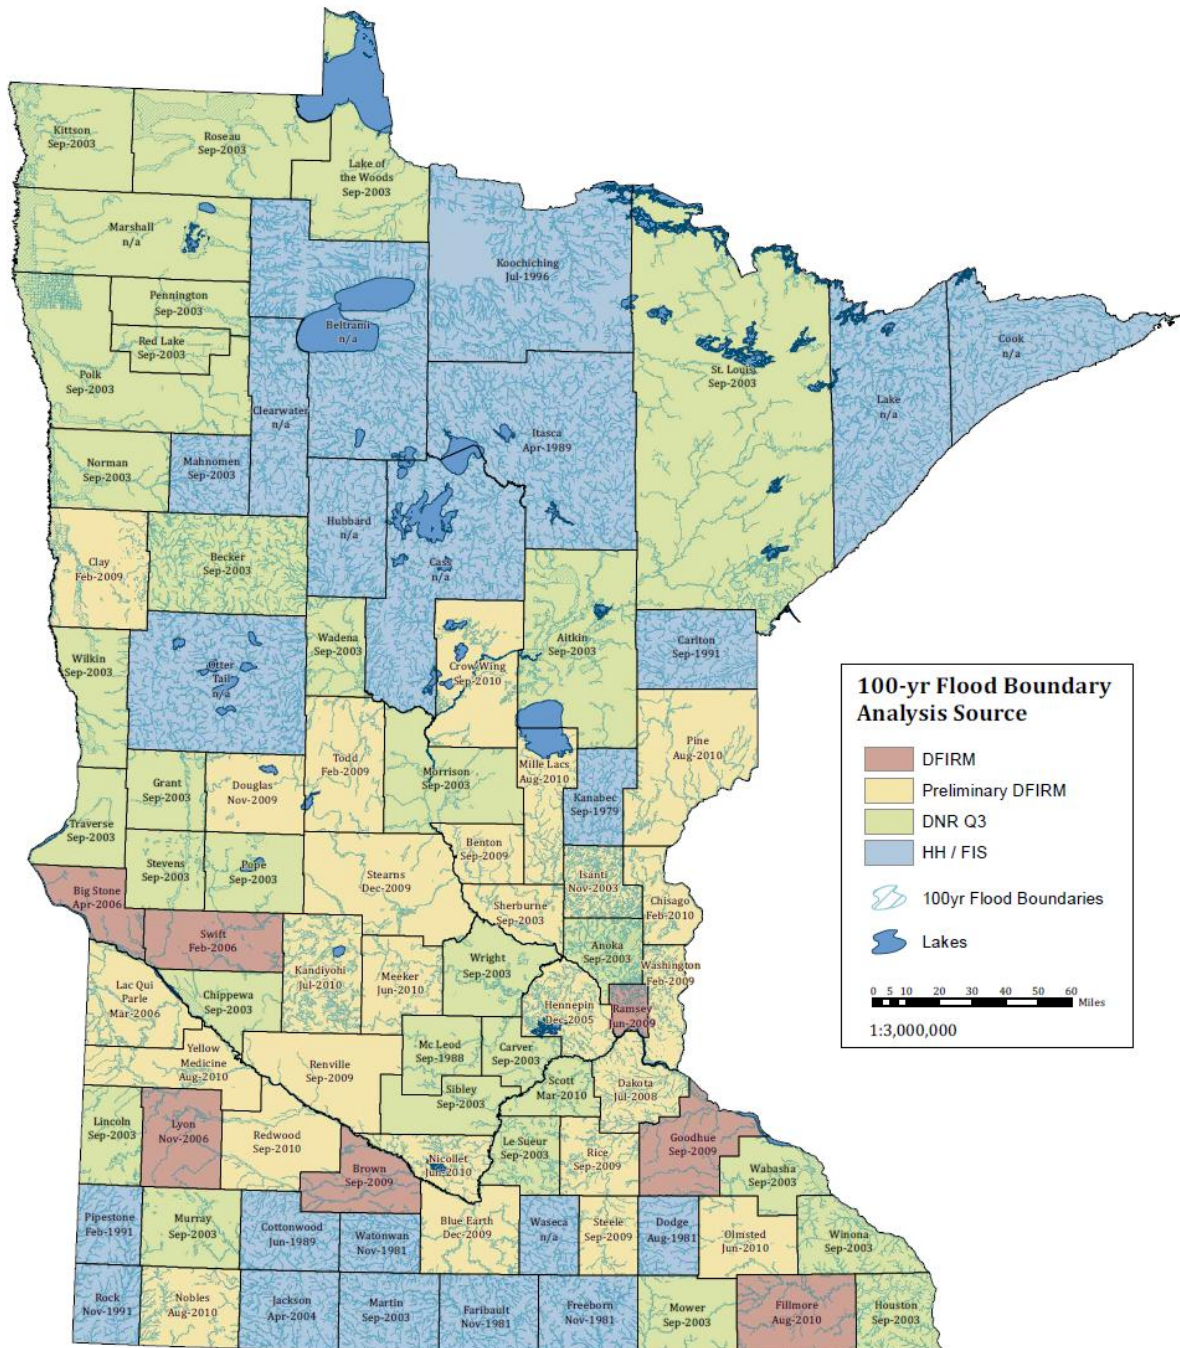 Kittson
Sep-2003
Roseau
Sep-2003
Lake of
the Woods
Sep-2003
Marshall
n/a
Koochiching
Jul-1996
Pennington
Sep-2003
Red Lake
Sep-2003
Beltrami
n/a
Polk
Sep-2003
St. Louis
Sep-2003
Cook
n/a
Lake
n/a
Clearwater
n/a
Itasca
Apr-1989
Norman
Sep-2003
Mahnomen
Sep-2003
Hubbard
n/a
Cass
n/a
Clay
Feb-2009
Becker
Sep-2003
Wadena
Sep-2003
Aitkin
Sep-2003
Carlton
Sep-1991
Wilkin
Sep-2003
Otter
Tail
n/a
Crow Wing
Sep-2010
Pine
Aug-2010
Todd
Feb-2009
Morrison
Sep-2003
Mille Lacs
Aug-2010
Kanabec
Sep-1979
Grant
Sep-2003
Douglas
Nov-2009
Traverse
Sep-2003
Stevens
Sep-2003
Pope
Sep-2003
Stearns
Dec-2009
Benton
Sep-2009
Isanti
Nov-2003
Chisago
Feb-2010
Big Stone
Apr-2006
Swift
Feb-2006
Sherburne
Sep-2003
Anoka
Sep-2003
Washington
Feb-2009
Kandiyohi
Jul-2010
Meeker
Jun-2010
Wright
Sep-2003
Hennepin
Dec-2005
Ramsey
Jun-2009
Lac Qui
Parle
Mar-2006
Chippewa
Sep-2003
Yellow
Medicine
Aug-2010
Renville
Sep-2009
Mc Leod
Sep-1988
Carver
Sep-2003
Scott
Mar-2010
Dakota
Jul-2008
Sibley
Sep-2003
Lincoln
Sep-2003
Lyon
Nov-2006
Redwood
Sep-2010
Brown
Sep-2009
Nicollet
Jun-2010
Le Sueur
Sep-2003
Rice
Sep-2009
Goodhue
Sep-2009
Wabasha
Sep-2003
Pipestone
Feb-1991
Murray
Sep-2003
Cottonwood
Jun-1989
Watonwan
Nov-1981
Blue Earth
Dec-2009
Waseca
n/a
Steele
Sep-2009
Dodge
Aug-1981
Olmsted
Jun-2010
Winona
Sep-2003
Rock
Nov-1991
Nobles
Aug-2010
Jackson
Apr-2004
Martin
Sep-2003
Faribault
Nov-1981
Freeborn
Nov-1981
Mower
Sep-2003
Fillmore
Aug-2010
Houston
Sep-2003
100-yr Flood Boundary
Analysis Source
DFIRM
Preliminary DFIRM
DNR Q3
HH / FIS
100yr Flood Boundaries
Lakes
0 5 10 20 30 40 50 60
Miles
1:3,000,000